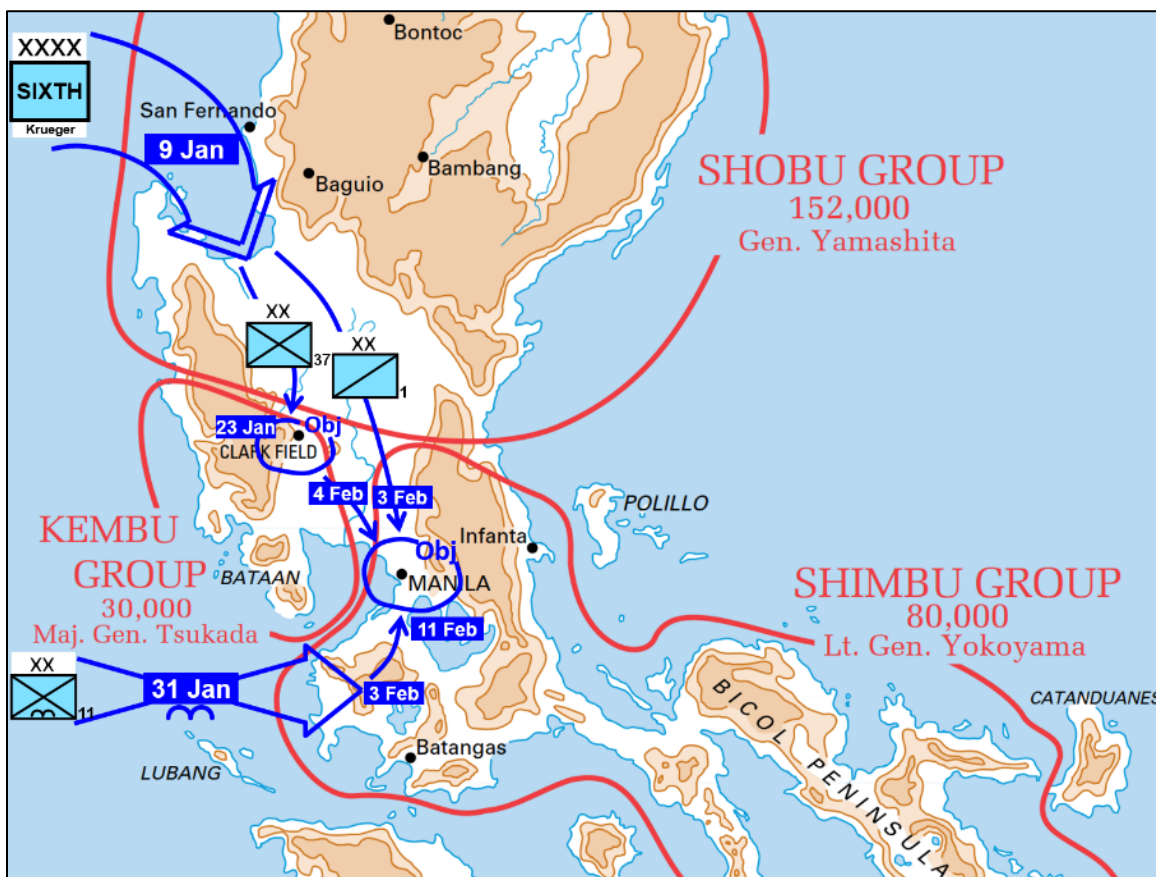 XXXX
SIXTH
Krueger
Bontoc
San Fernando
9 Jan
Baguio
Bambang
SHOBU GROUP
152,000
Gen. Yamashita
XX
37
XX
1
23 Jan
Obj
CLARK FIELD
4 Feb
3 Feb
POLILLO
KEMBU
GROUP
30,000
Maj. Gen. Tsukada
BATAAN
Obj
MANILA
Infanta
11 Feb
SHIMBU GROUP
80,000
Lt. Gen. Yokoyama
XX
11
31 Jan
3 Feb
LUBANG
Batangas
BICOL PENINSULA
CATANDUANES